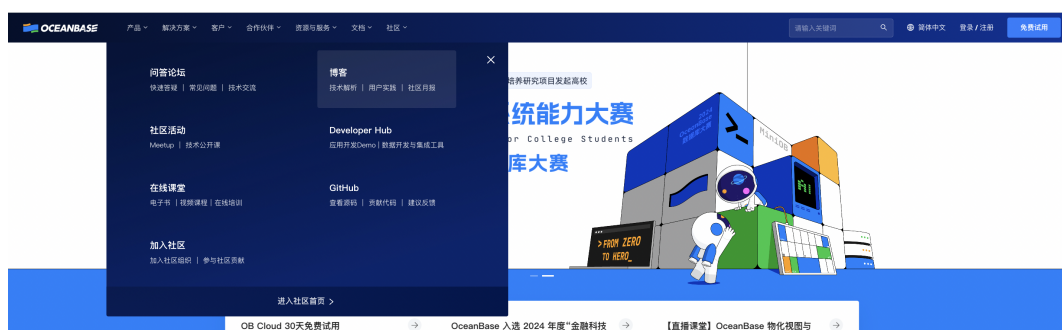 OCEANBASE 产品 解决方案 客户 合作伙伴 资源与服务 文档 社区 请输入关键词 简体中文 登录 / 注册 免费试用
问答论坛
快速答疑 | 常见问题 | 技术交流
博客
技术解析 | 用户实践 | 社区月报
社区活动
Meetup | 技术公开课
Developer Hub
应用开发Demo | 数据开发与集成工具
在线课堂
电子书 | 视频课程 | 在线培训
GitHub
查看源码 | 贡献代码 | 建议反馈
加入社区
加入社区组织 | 参与社区贡献
进入社区首页 >
培养研究项目发起高校
统能力大赛
or College Students
库大赛
2024
OceanBase
数据库大赛
MiniOB
>FROM ZERO
TO HERO_
OB Cloud 30天免费试用
OceanBase 入选 2024 年度“金融科技
【直播课堂】OceanBase 物化视图与